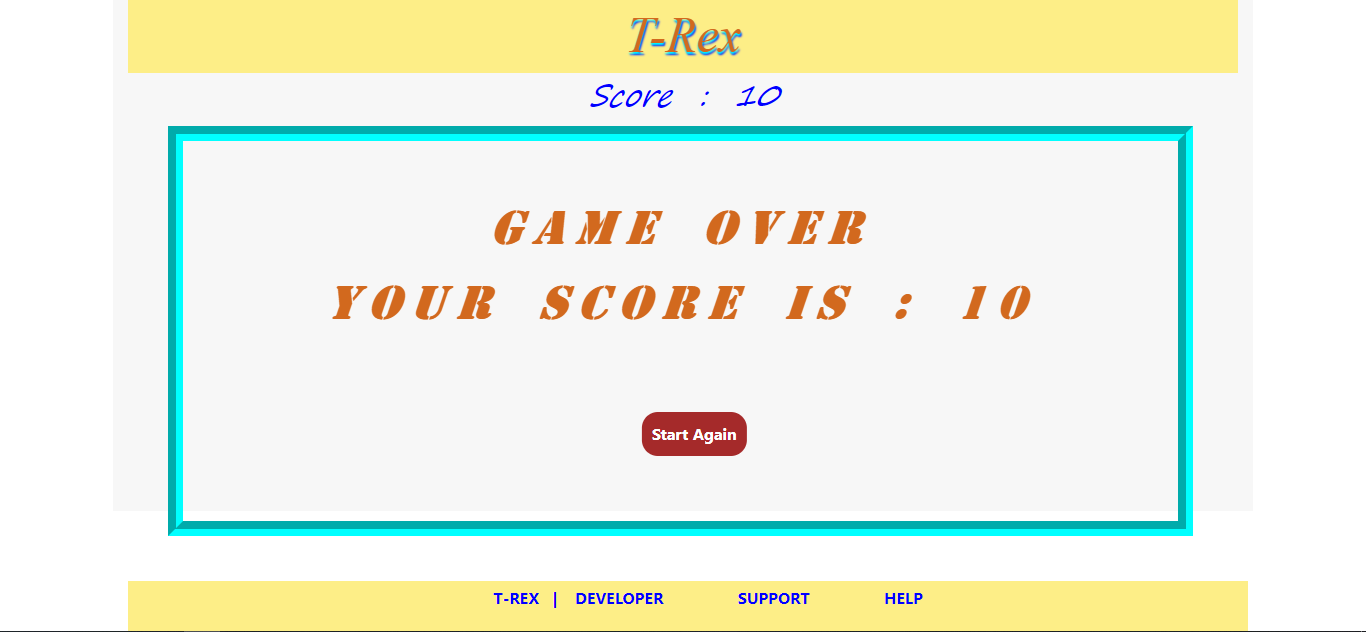 T-Rex
Score : 10
GAME OVER
YOUR SCORE IS : 10
Start Again
T-REX | DEVELOPER SUPPORT HELP